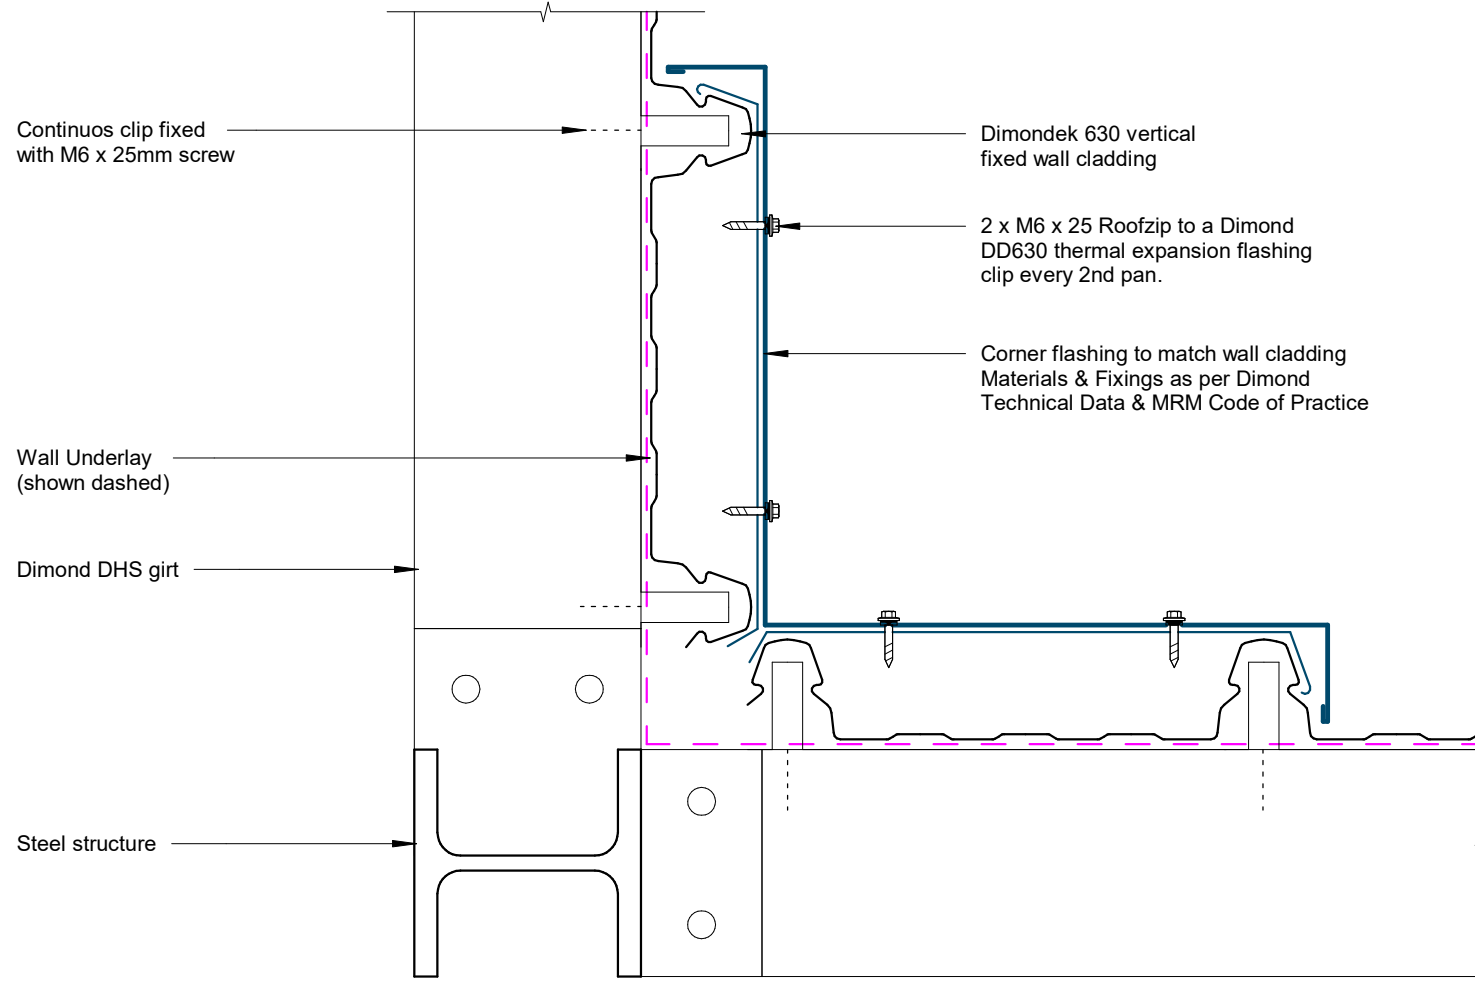 Continuos clip fixed
with M6 x 25mm screw
Wall Underlay
(shown dashed)
Dimond DHS girt
Steel structure
Dimondek 630 vertical
fixed wall cladding
2 x M6 x 25 Roofzip to a Dimond
DD630 thermal expansion flashing
clip every 2nd pan.
Corner flashing to match wall cladding
Materials & Fixings as per Dimond
Technical Data & MRM Code of Practice